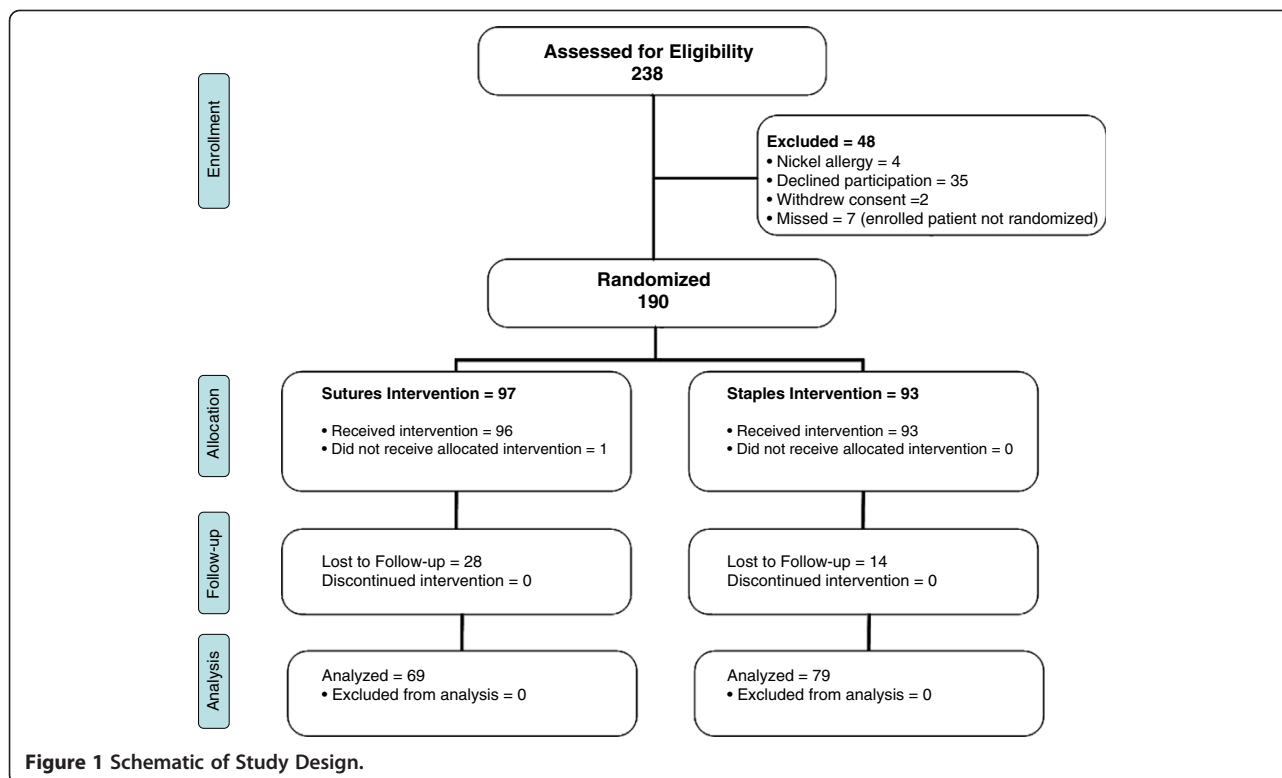 Assessed for Eligibility
238
Enrollment
Excluded = 48
• Nickel allergy = 4
• Declined participation = 35
• Withdrew consent =2
• Missed = 7 (enrolled patient not randomized)
Randomized
190
Allocation
Sutures Intervention = 97
• Received intervention = 96
• Did not receive allocated intervention = 1
Staples Intervention = 93
• Received intervention = 93
• Did not receive allocated intervention = 0
Follow-up
Lost to Follow-up = 28
Discontinued intervention = 0
Lost to Follow-up = 14
Discontinued intervention = 0
Analysis
Analyzed = 69
• Excluded from analysis = 0
Analyzed = 79
• Excluded from analysis = 0
Figure 1 Schematic of Study Design.